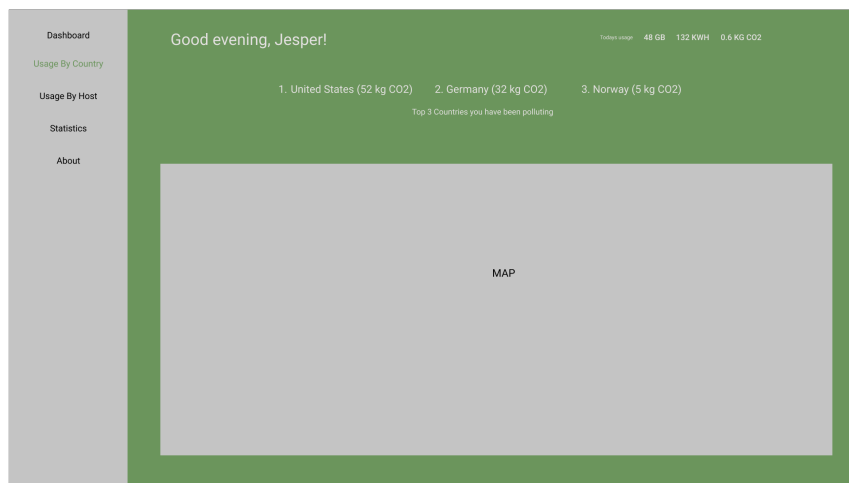 Dashboard
Usage By Country
Usage By Host
Statistics
About
Good evening, Jesper!
Todays usage 48 GB 132 KWH 0.6 KG CO2
1. United States (52 kg CO2) 2. Germany (32 kg CO2) 3. Norway (5 kg CO2)
Top 3 Countries you have been polluting
MAP